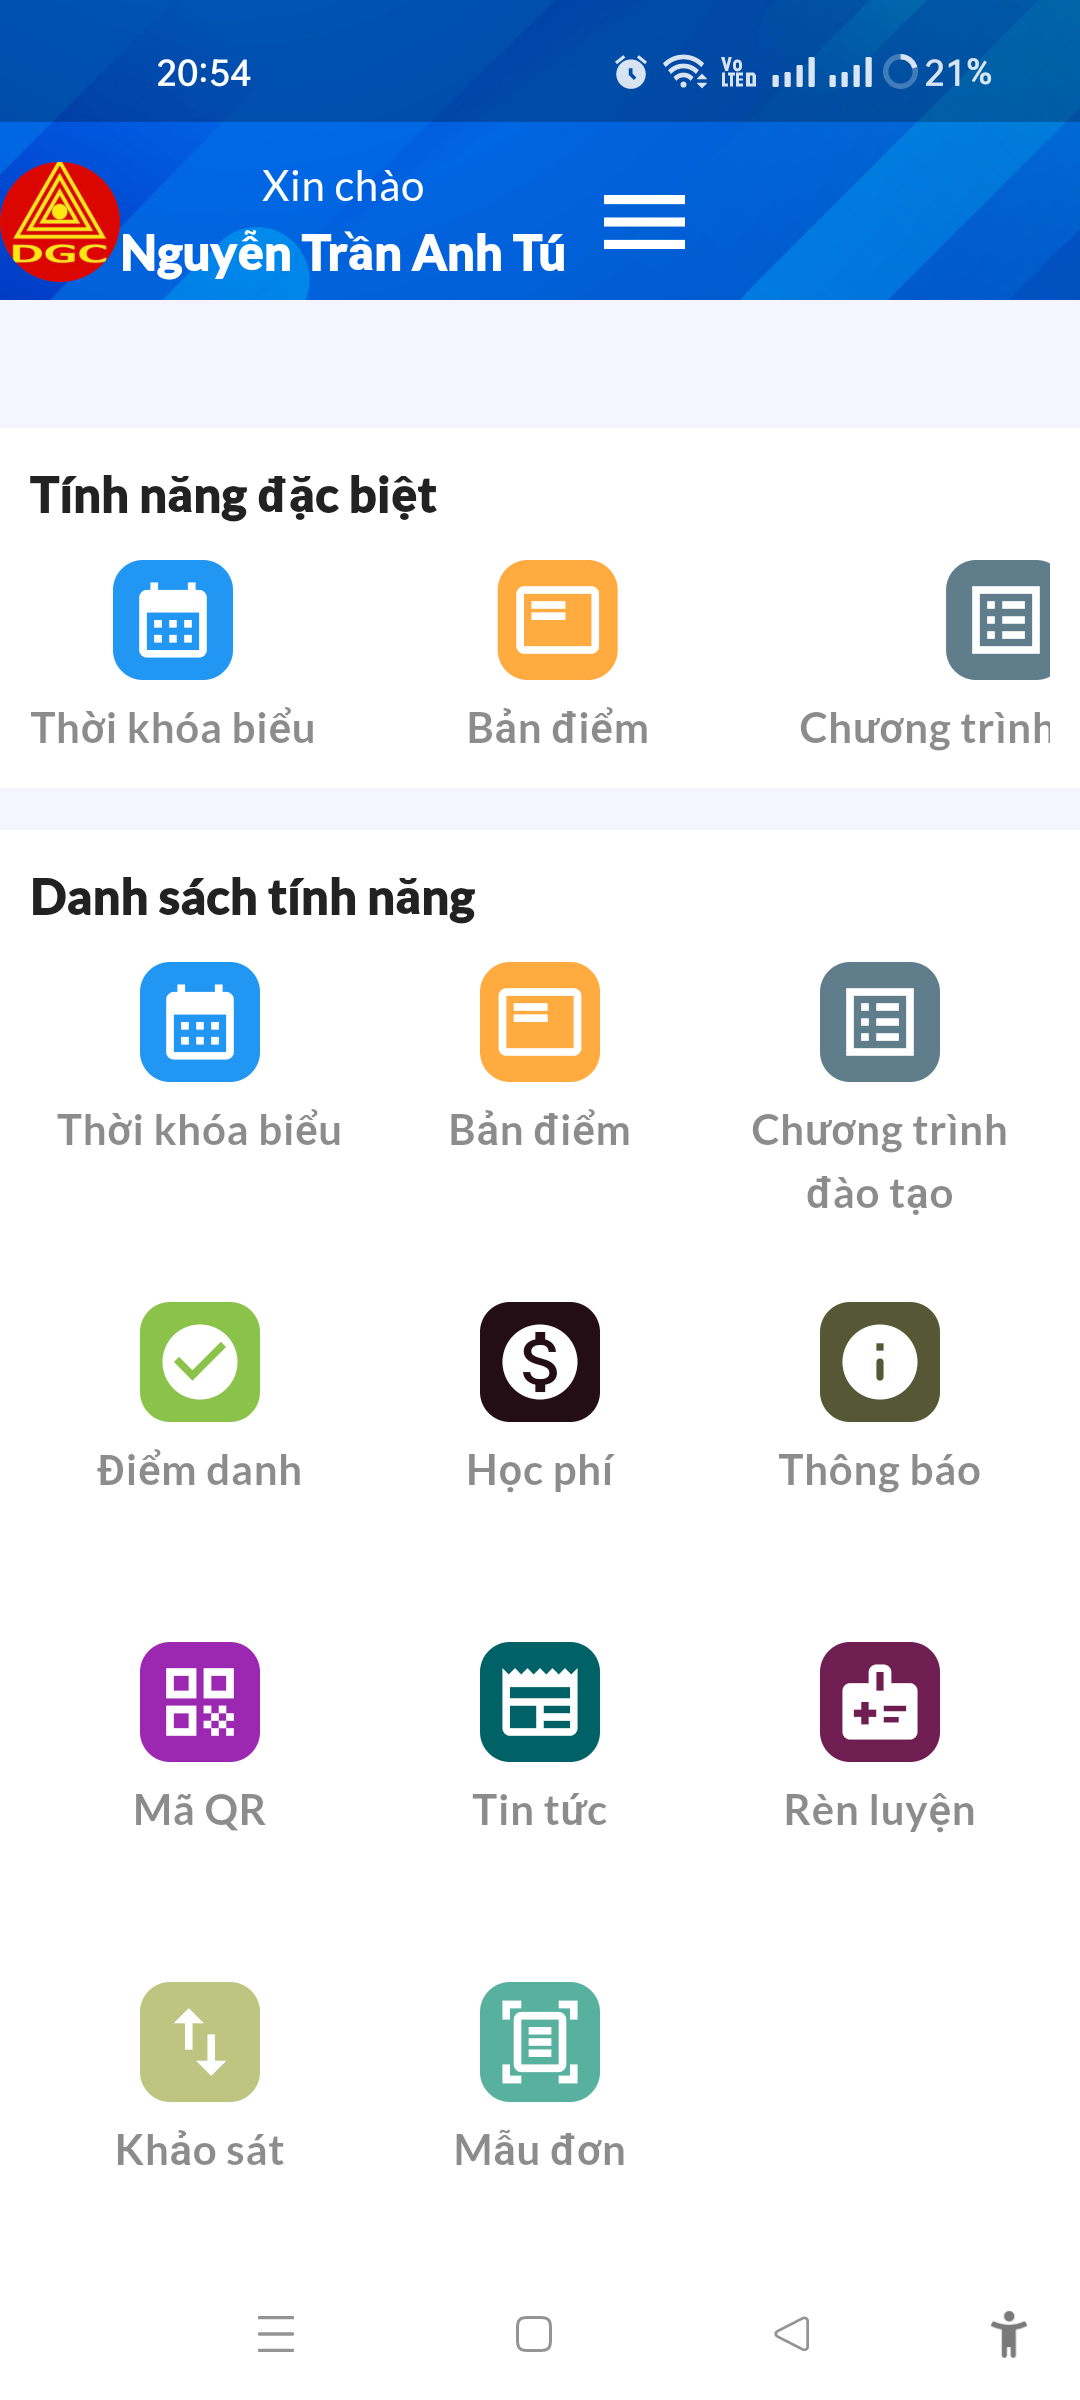 20:54
Vo
LTE D
21%
DGC
Xin chào
Nguyễn Trần Anh Tú
Tính năng đặc biệt
Thời khóa biểu
Bản điểm
Chương trình
Danh sách tính năng
Thời khóa biểu
Bản điểm
Chương trình
đào tạo
Điểm danh
Học phí
Thông báo
Mã QR
Tin tức
Rèn luyện
Khảo sát
Mẫu đơn